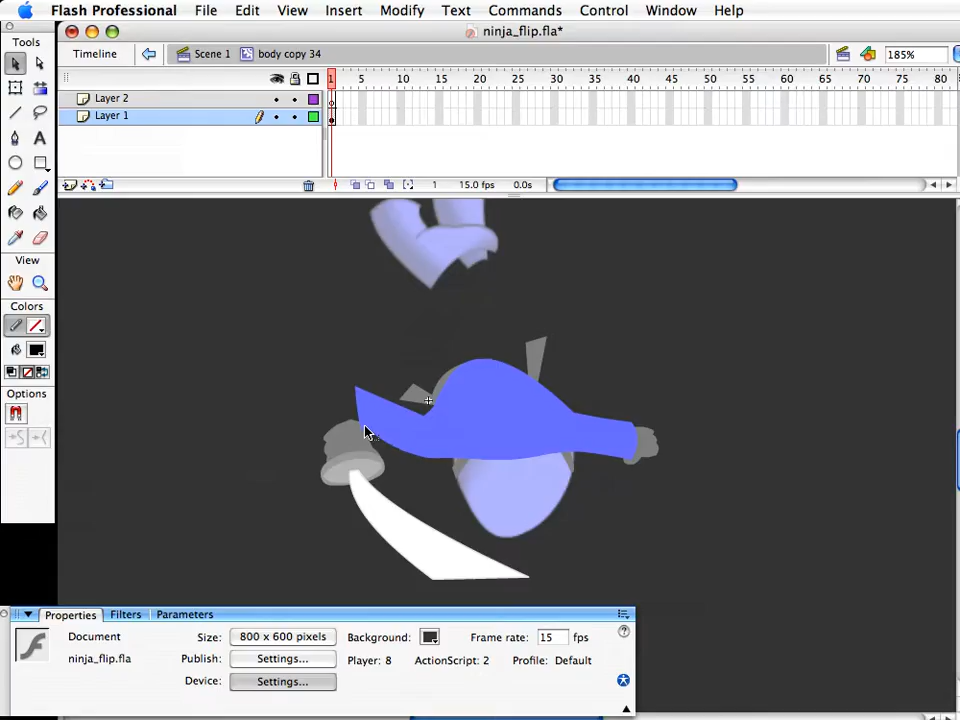 Flash Professional File Edit View Insert Modify Text Commands Control Window Help
ninja_flip.fla*
Tools
Timeline Scene 1 body copy 34 185%
1 5 10 15 20 25 30 35 40 45 50 55 60 65 70 75 80
Layer 2
Layer 1
1 15.0 fps 0.0s
View
Colors
Options
Properties Filters Parameters
Document Size: 800 x 600 pixels Background: Frame rate: 15 fps
ninja_flip.fla Publish: Settings... Player: 8 ActionScript: 2 Profile: Default
Device: Settings...